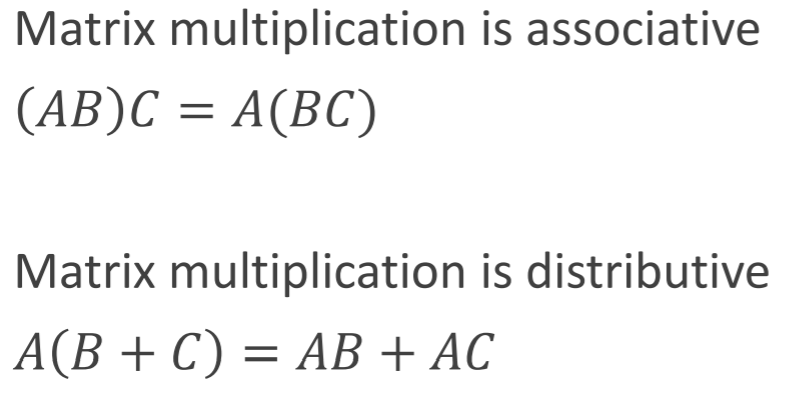 Matrix multiplication is associative
(𝐴𝐵)𝐶 = 𝐴(𝐵𝐶)
Matrix multiplication is distributive
𝐴(𝐵 + 𝐶) = 𝐴𝐵 + 𝐴𝐶